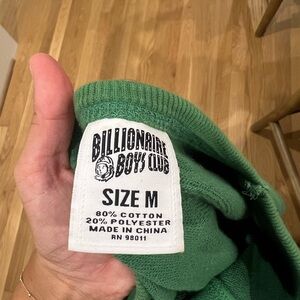 BILLIONAIRE
BOYS CLUB
SIZE M
80% COTTON
20% POLYESTER
MADE IN CHINA
RN 98011